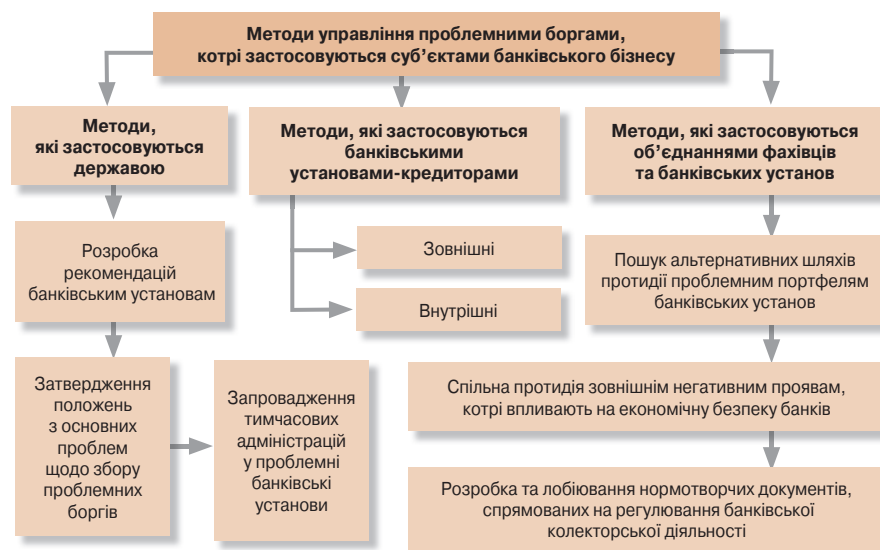 Методи управління проблемними боргами,
котрі застосовуються суб’єктами банківського бізнесу
Методи,
які застосовуються
державою
Методи, які застосовуються
банківськими
установами-кредиторами
Методи, які застосовуються
об’єднаннями фахівців
та банківських установ
Розробка
рекомендацій
банківським установам
Зовнішні
Внутрішні
Пошук альтернативних шляхів
протидії проблемним портфелям
банківських установ
Затвердження
положень
з основних
проблем
щодо збору
проблемних
боргів
Запровадження
тимчасових
адміністрацій
у проблемні
банківські
установи
Спільна протидія зовнішнім негативним проявам,
котрі впливають на економічну безпеку банків
Розробка та лобіювання нормотворчих документів,
спрямованих на регулювання банківської
колекторської діяльності